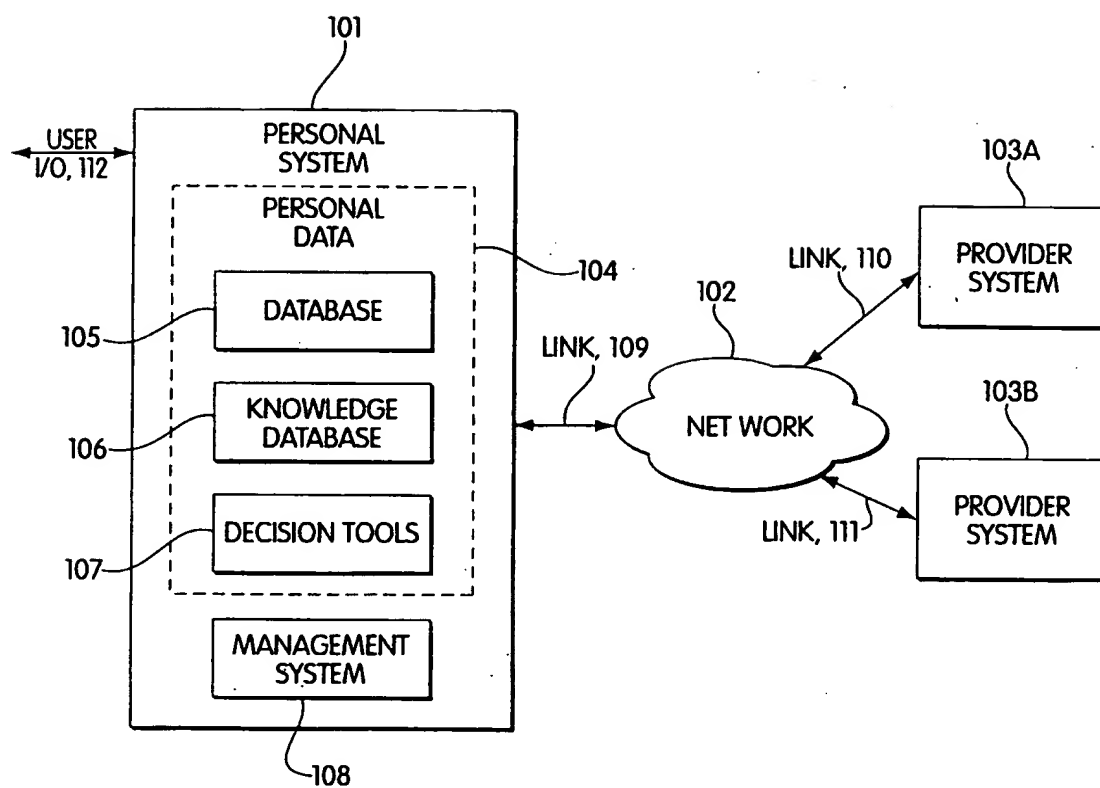 101
USER
I/O, 112
PERSONAL
SYSTEM
PERSONAL
DATA
104
DATABASE
105
KNOWLEDGE
DATABASE
106
DECISION TOOLS
107
MANAGEMENT
SYSTEM
108
LINK, 109
102
NET WORK
LINK, 110
103A
PROVIDER
SYSTEM
LINK, 111
103B
PROVIDER
SYSTEM